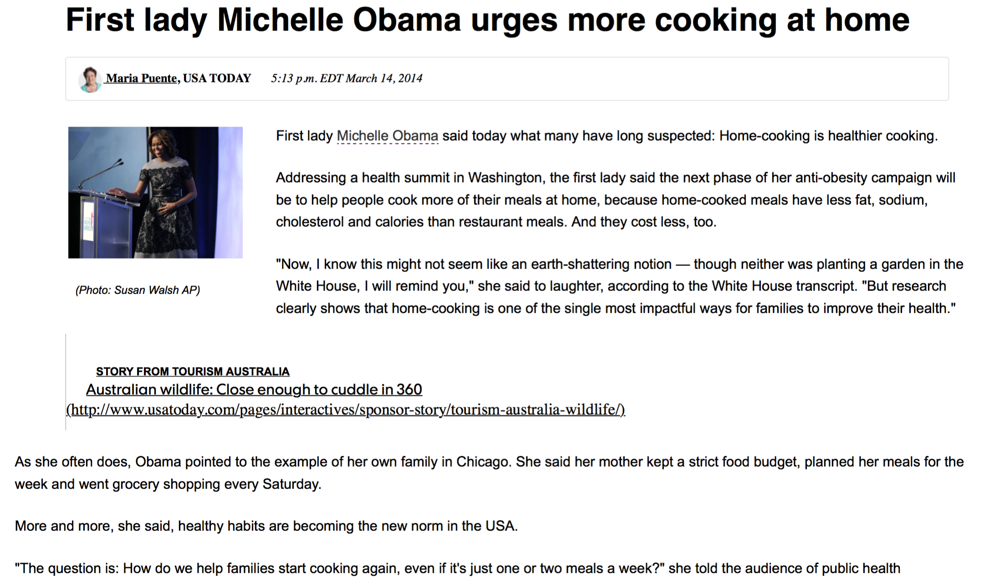 First lady Michelle Obama urges more cooking at home
Maria Puente, USA TODAY 5:13 p.m. EDT March 14, 2014
First lady Michelle Obama said today what many have long suspected: Home-cooking is healthier cooking.
Addressing a health summit in Washington, the first lady said the next phase of her anti-obesity campaign will
be to help people cook more of their meals at home, because home-cooked meals have less fat, sodium,
cholesterol and calories than restaurant meals. And they cost less, too.
"Now, I know this might not seem like an earth-shattering notion — though neither was planting a garden in the
White House, I will remind you," she said to laughter, according to the White House transcript. "But research
clearly shows that home-cooking is one of the single most impactful ways for families to improve their health."
(Photo: Susan Walsh AP)
STORY FROM TOURISM AUSTRALIA
Australian wildlife: Close enough to cuddle in 360
(http://www.usatoday.com/pages/interactives/sponsor-story/tourism-australia-wildlife/)
As she often does, Obama pointed to the example of her own family in Chicago. She said her mother kept a strict food budget, planned her meals for the
week and went grocery shopping every Saturday.
More and more, she said, healthy habits are becoming the new norm in the USA.
"The question is: How do we help families start cooking again, even if it's just one or two meals a week?" she told the audience of public health